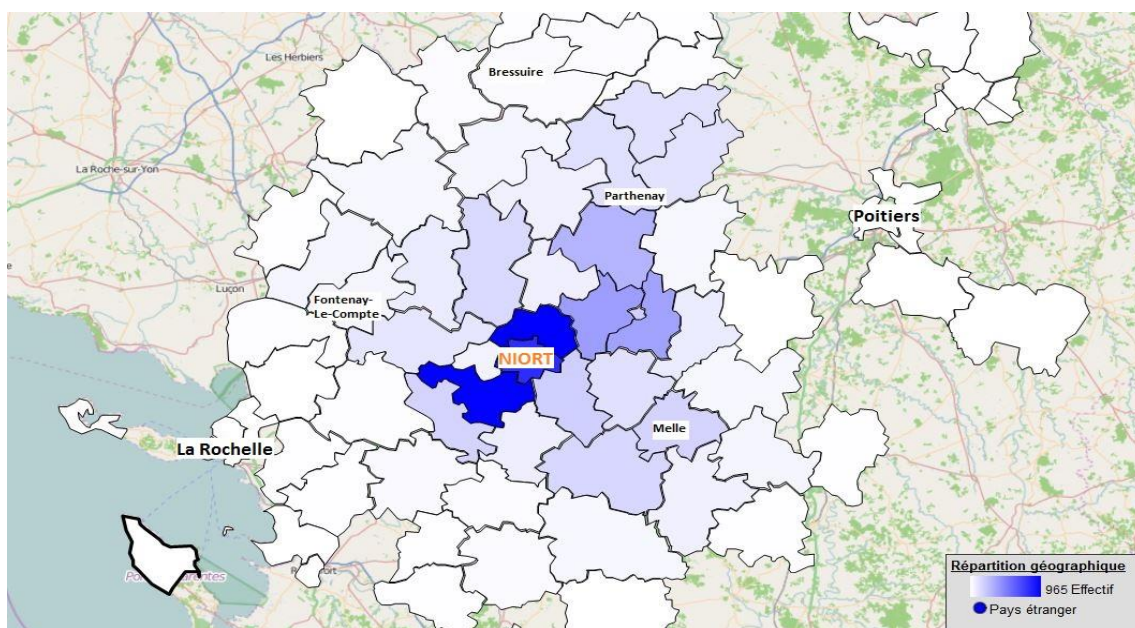 Les Herbiers
Bressuire
La Roche-sur-Yon
Parthenay
Poitiers
Luçon
Fontenay-
Le-Compte
NIORT
Melle
La Rochelle
Répartition géographique
965 Effectif
Pays étranger